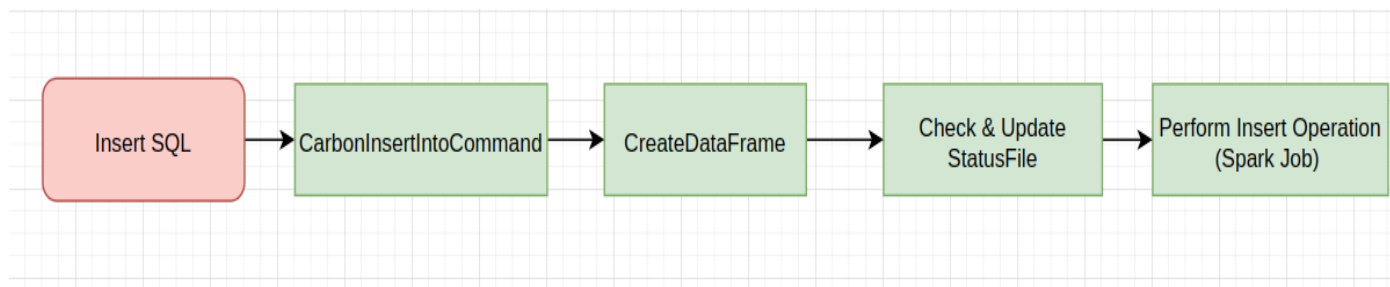 Insert SQL
CarbonInsertIntoCommand
CreateDataFrame
Check & Update
StatusFile
Perform Insert Operation
(Spark Job)